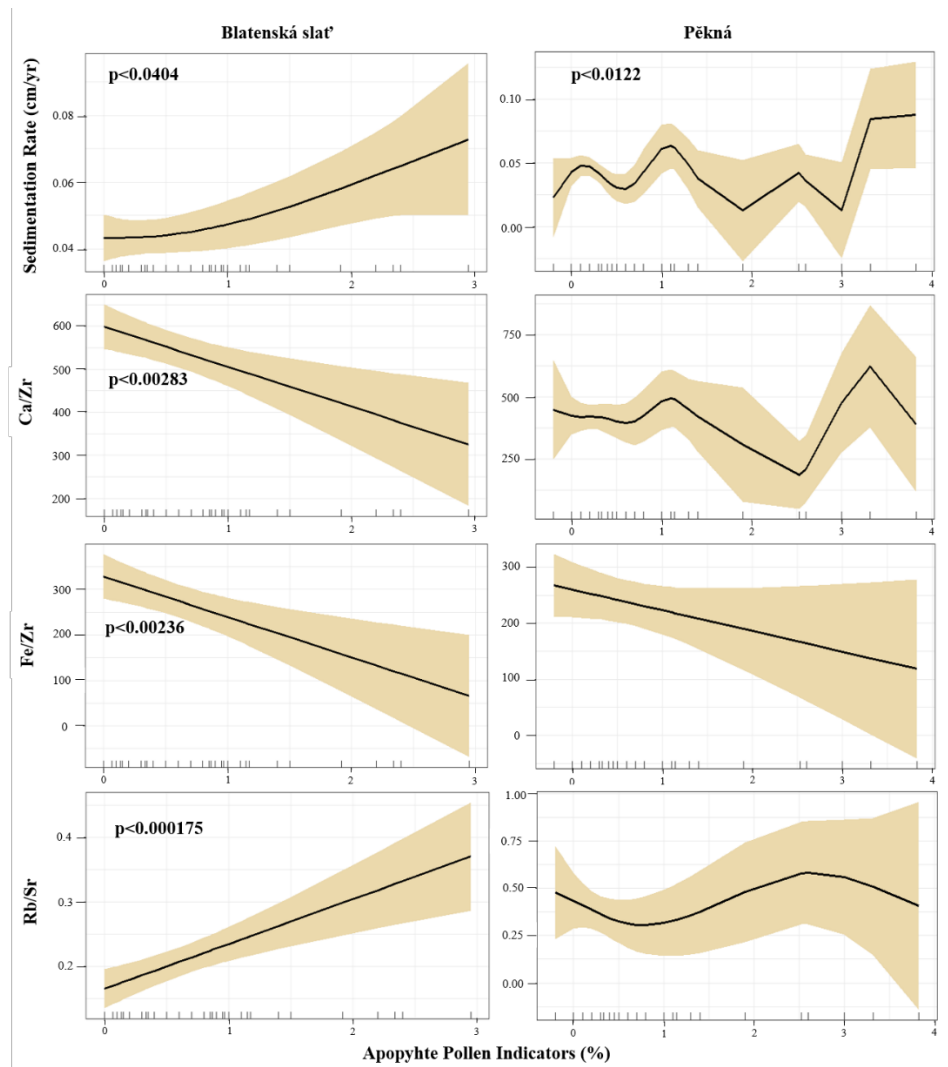 Blatenská slať
Pěkná
Sedimentation Rate (cm/yr)
p<0.0404
0.08
0.06
0.04
0 1 2 3
p<0.0122
0.10
0.05
0.00
0 1 2 3 4
Ca/Zr
p<0.00283
600
500
400
300
200
0 1 2 3
750
500
250
0 1 2 3 4
Fe/Zr
p<0.00236
300
200
100
0
0 1 2 3
300
200
100
0
0 1 2 3 4
Rb/Sr
p<0.000175
0.4
0.3
0.2
0 1 2 3
1.00
0.75
0.50
0.25
0.00
0 1 2 3 4
Apopyhte Pollen Indicators (%)